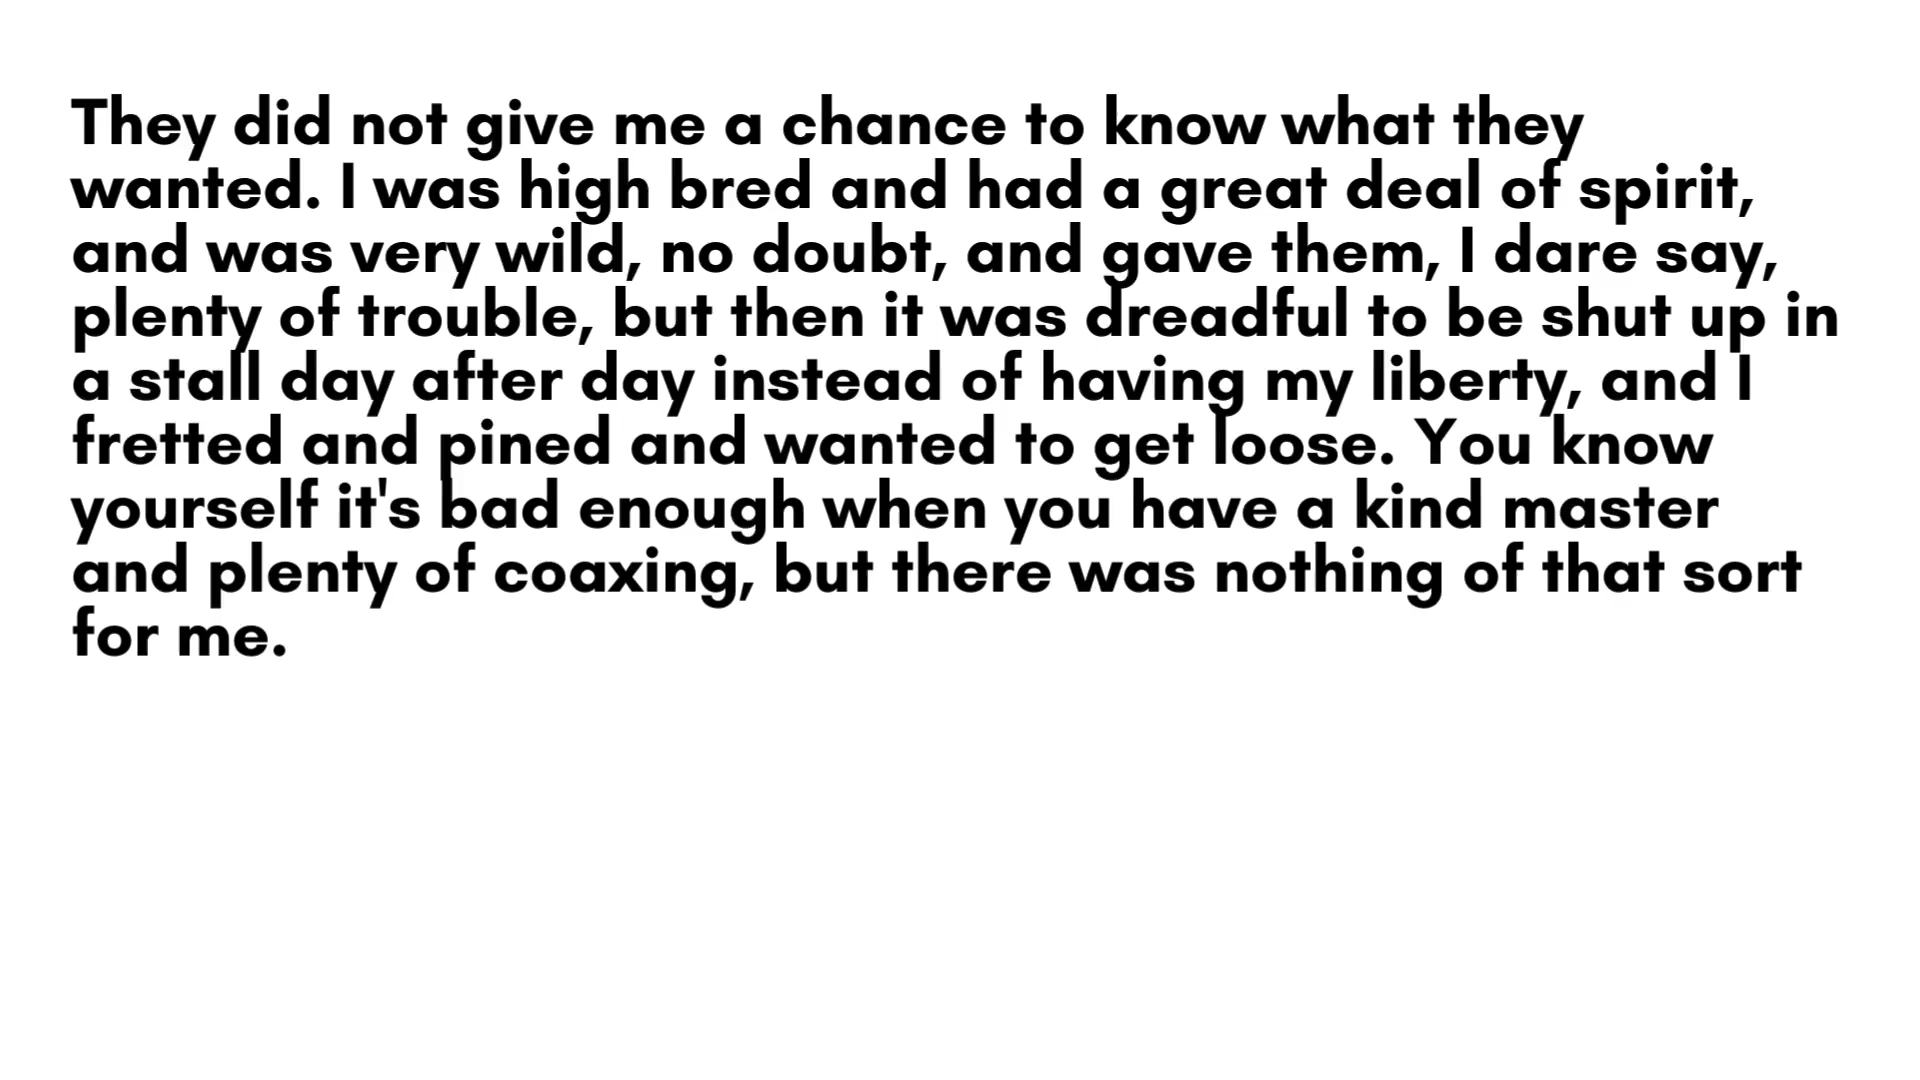 They did not give me a chance to know what they
wanted. I was high bred and had a great deal of spirit,
and was very wild, no doubt, and gave them, I dare say,
plenty of trouble, but then it was dreadful to be shut up in
a stall day after day instead of having my liberty, and I
fretted and pined and wanted to get loose. You know
yourself it's bad enough when you have a kind master
and plenty of coaxing, but there was nothing of that sort
for me.